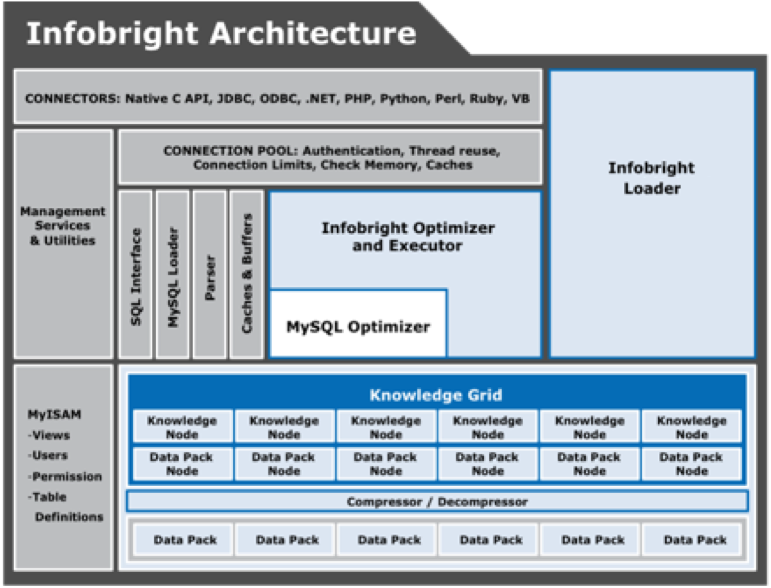 Infobright Architecture
CONNECTORS: Native C API, JDBC, ODBC, .NET, PHP, Python, Perl, Ruby, VB
CONNECTION POOL: Authentication, Thread reuse,
Connection Limits, Check Memory, Caches
Infobright
Loader
Management
Services
& Utilities
SQL Interface
MySQL Loader
Parser
Caches & Buffers
Infobright Optimizer
and Executor
MySQL Optimizer
MyISAM
-Views
-Users
-Permission
-Table
Definitions
Knowledge Grid
Knowledge Node
Knowledge Node
Knowledge Node
Knowledge Node
Knowledge Node
Knowledge Node
Data Pack Node
Data Pack Node
Data Pack Node
Data Pack Node
Data Pack Node
Data Pack Node
Compressor / Decompressor
Data Pack
Data Pack
Data Pack
Data Pack
Data Pack
Data Pack